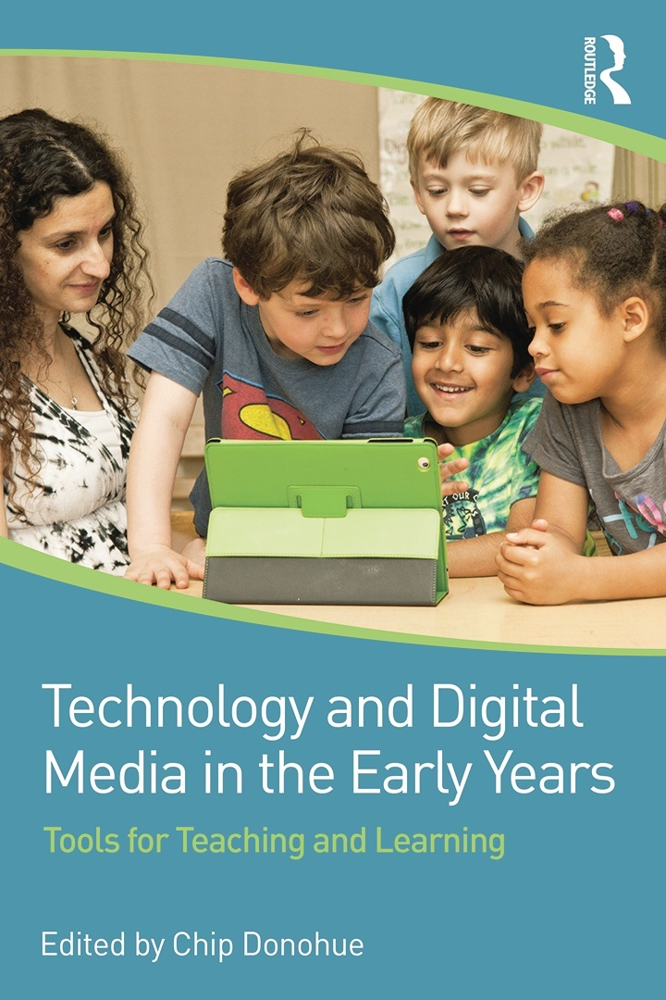 ROUTLEDGE
Technology and Digital
Media in the Early Years
Tools for Teaching and Learning
Edited by Chip Donohue